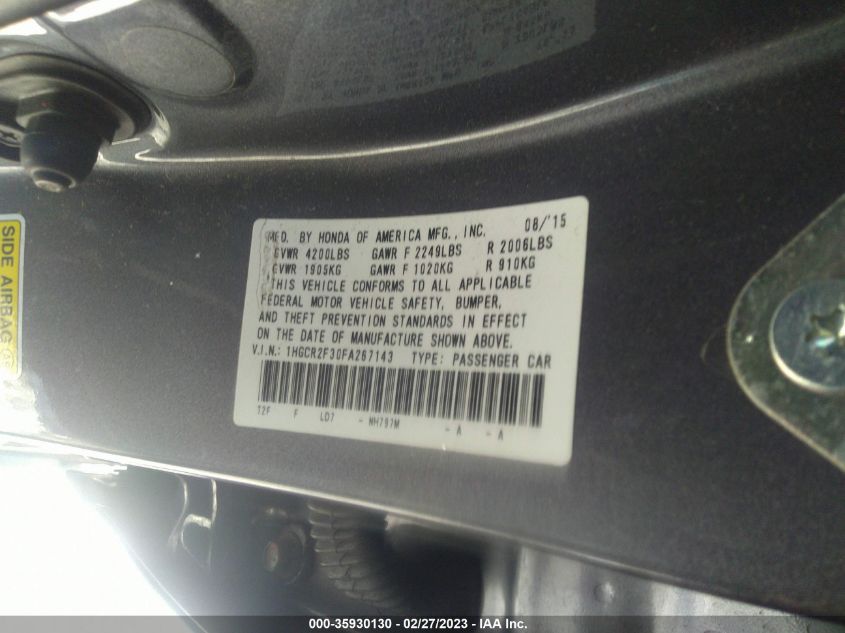 MFD. BY HONDA OF AMERICA MFG., INC. 08/'15
GVWR 4200LBS GAWR F 2249LBS R 2006LBS
GVWR 1905KG GAWR F 1020KG R 910KG
THIS VEHICLE CONFORMS TO ALL APPLICABLE
FEDERAL MOTOR VEHICLE SAFETY, BUMPER,
AND THEFT PREVENTION STANDARDS IN EFFECT
ON THE DATE OF MANUFACTURE SHOWN ABOVE.
V.I.N.: 1HGCR2F30FA267143 TYPE: PASSENGER CAR
T2F F LD7 - NH797M - A - A
SIDE AIRBAG
000-35930130 - 02/27/2023 - IAA Inc.